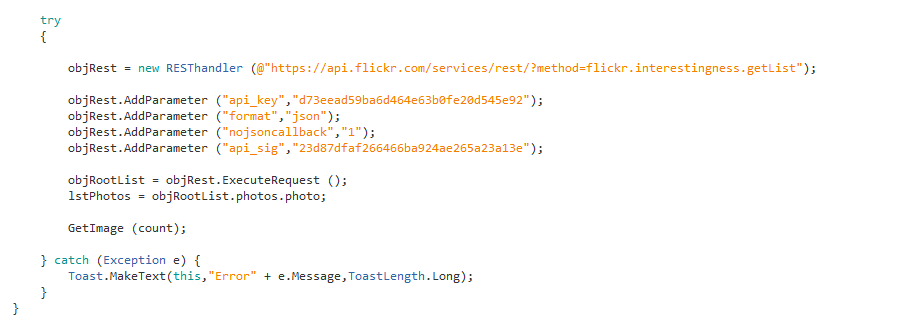 try
{
objRest = new RESThandler (@"https://api.flickr.com/services/rest/?method=flickr.interestingness.getList");
objRest.AddParameter ("api_key","d73eead59ba6d464e63b0fe20d545e92");
objRest.AddParameter ("format","json");
objRest.AddParameter ("nojsoncallback","1");
objRest.AddParameter ("api_sig","23d87dfaf266466ba924ae265a23a13e");
objRootList = objRest.ExecuteRequest ();
lstPhotos = objRootList.photos.photo;
GetImage (count);
} catch (Exception e) {
Toast.MakeText(this,"Error" + e.Message,ToastLength.Long);
}
}